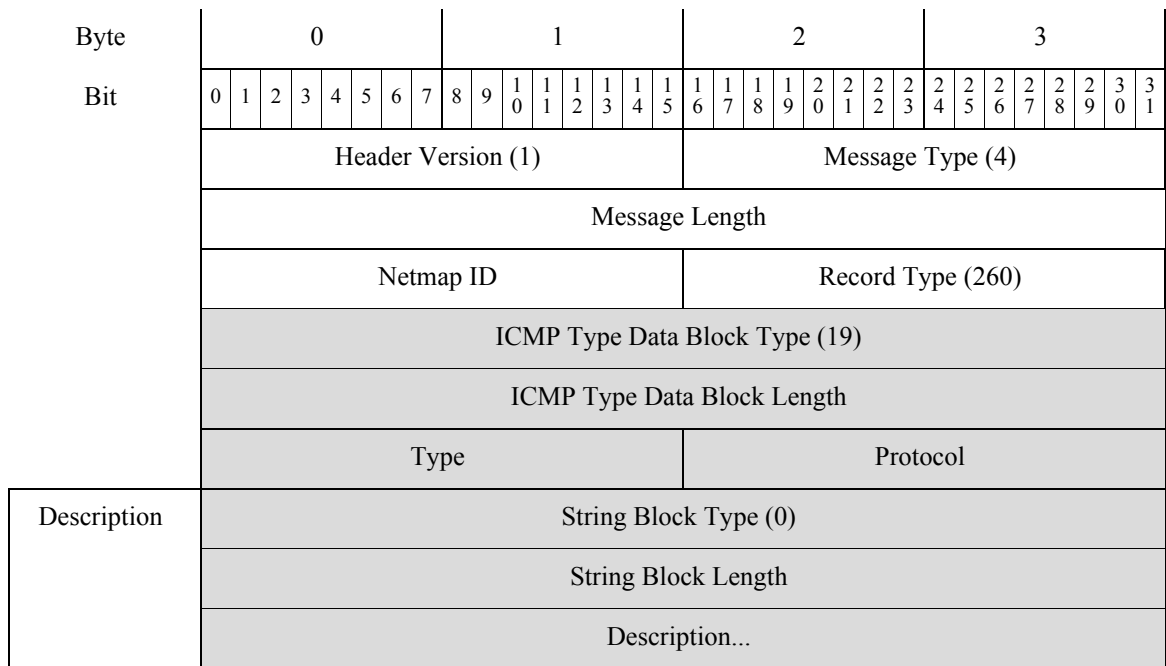 Byte 0 1 2 3
Bit 0 1 2 3 4 5 6 7 8 9 10 11 12 13 14 15 16 17 18 19 20 21 22 23 24 25 26 27 28 29 30 31
Header Version (1) Message Type (4)
Message Length
Netmap ID Record Type (260)
ICMP Type Data Block Type (19)
ICMP Type Data Block Length
Type Protocol
Description String Block Type (0)
String Block Length
Description...